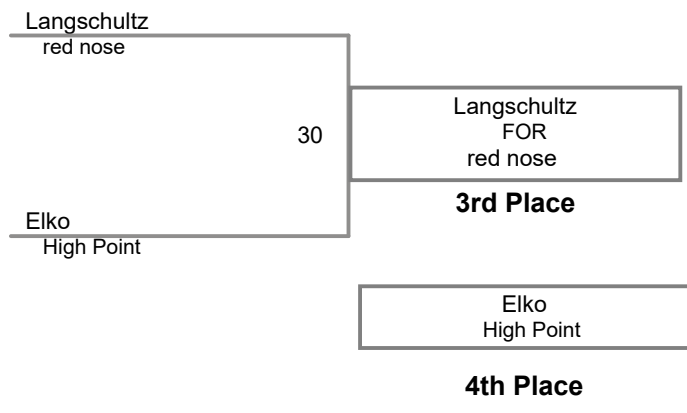 Langschultz
red nose
30
Langschultz
FOR
red nose
3rd Place
Elko
High Point
Elko
High Point
4th Place